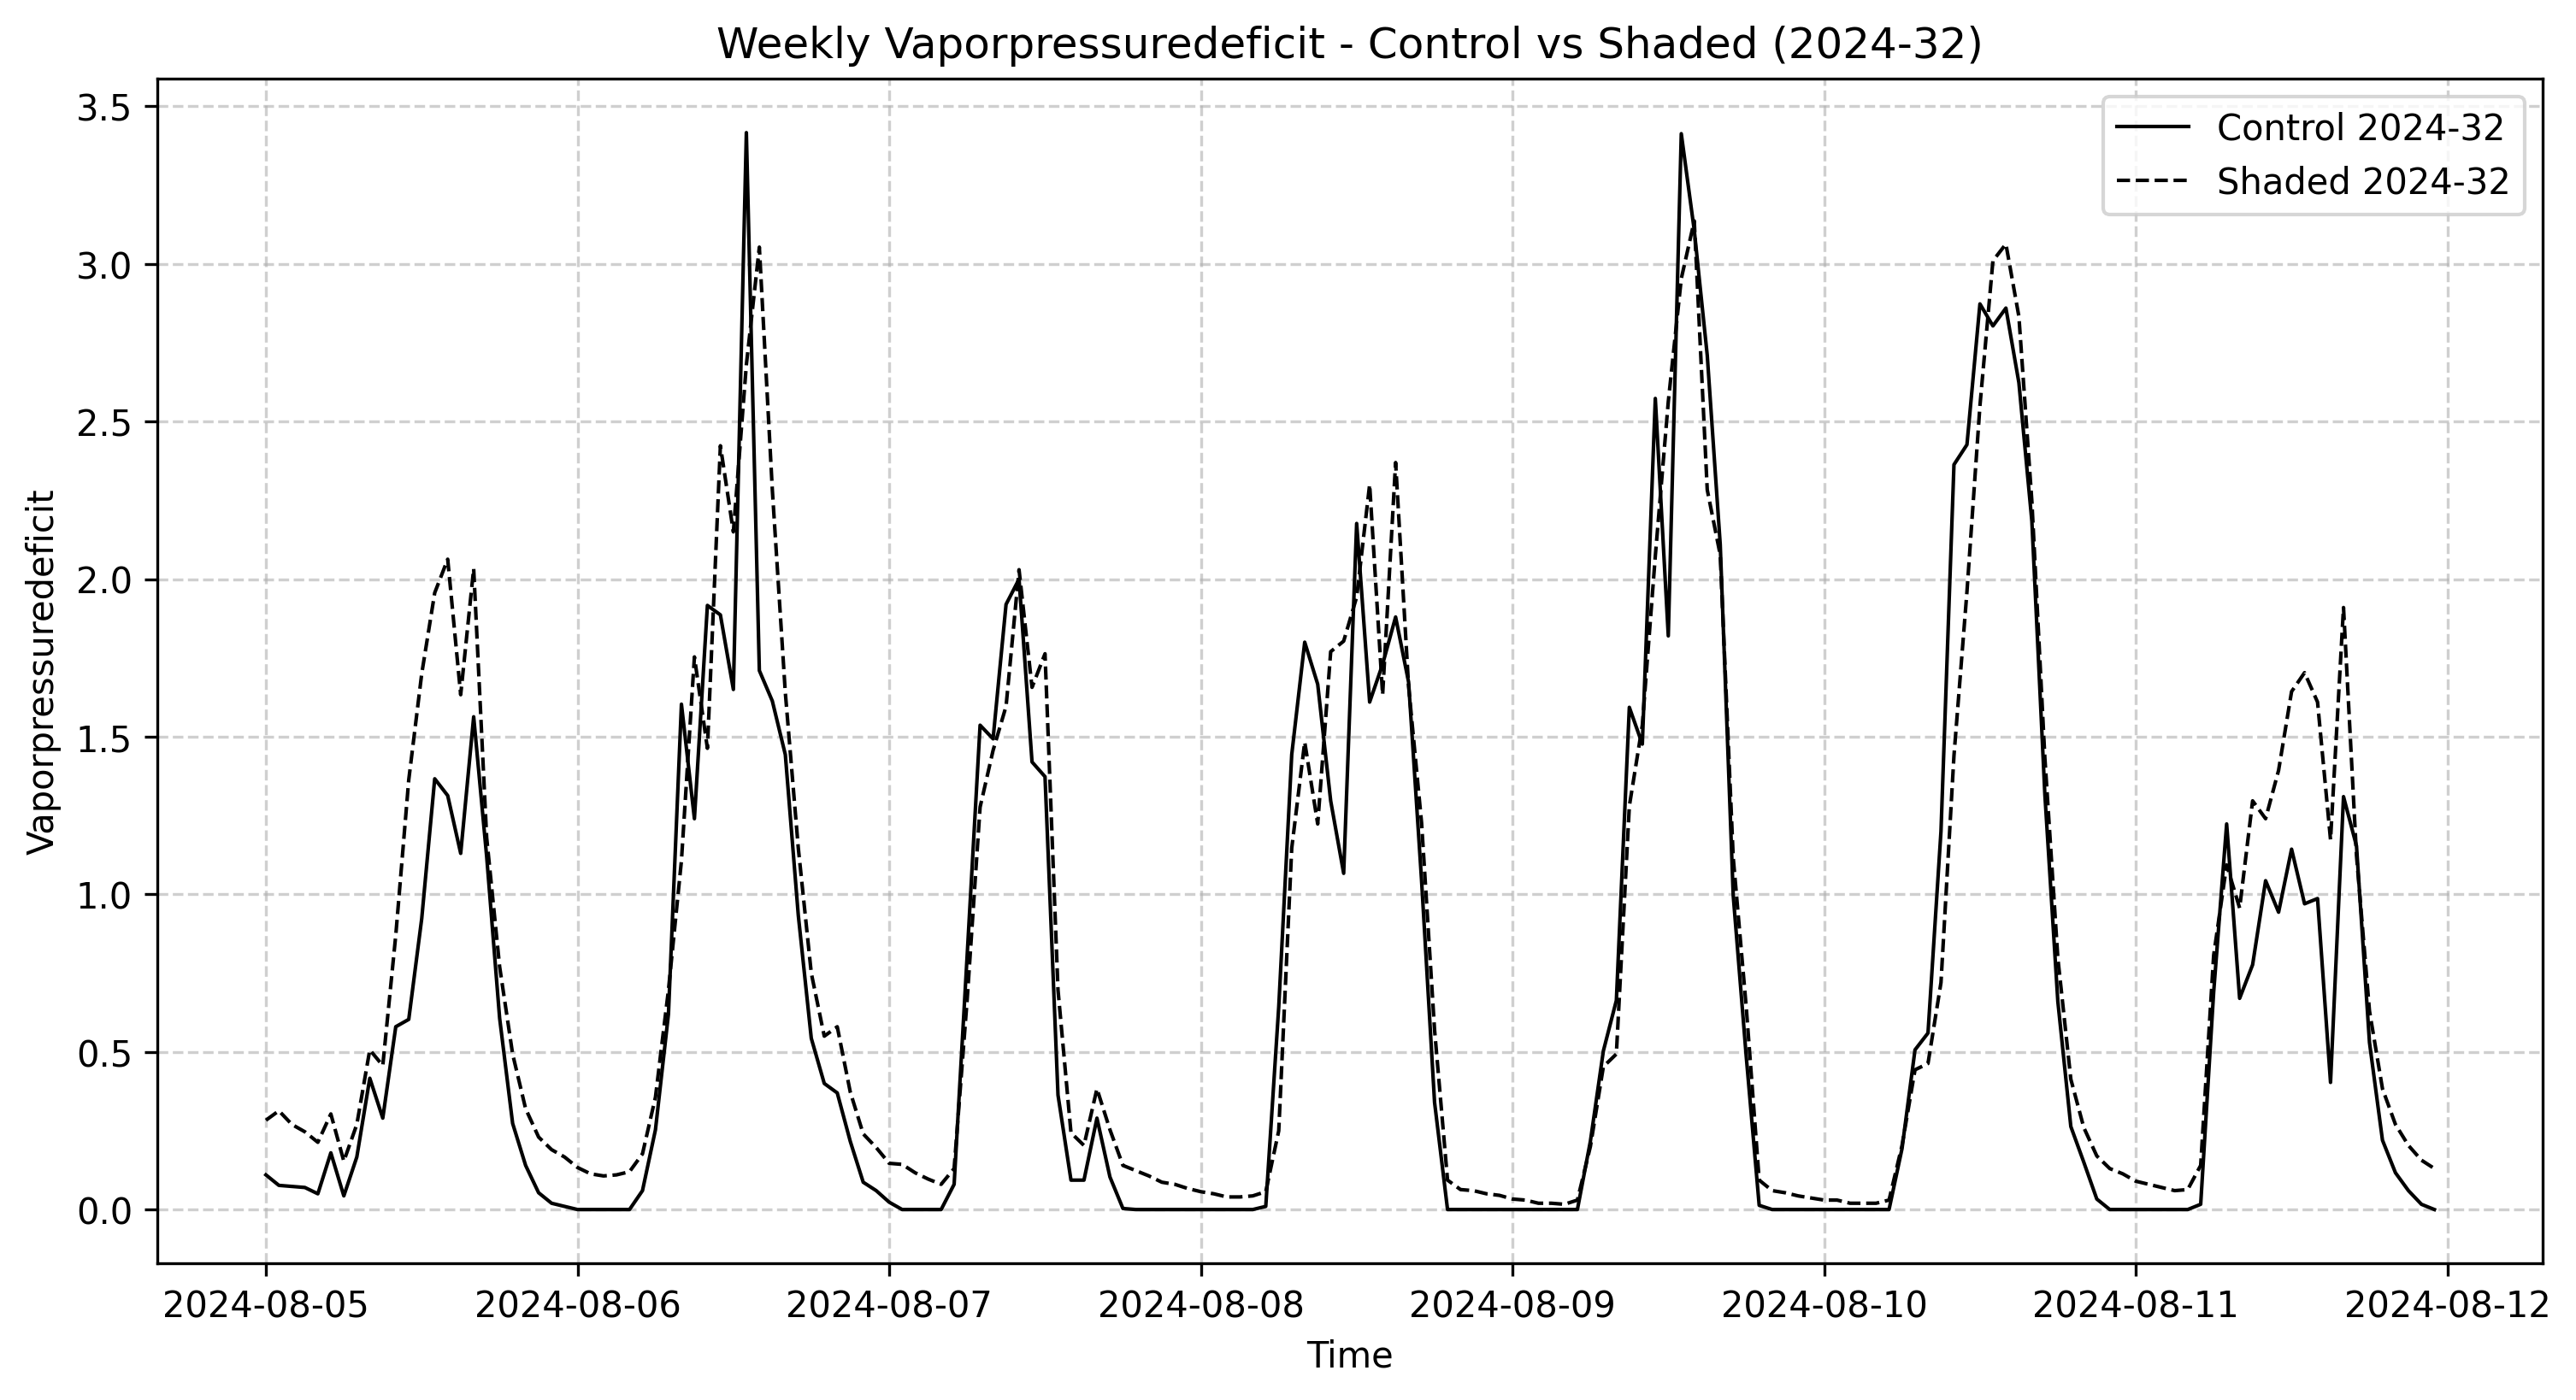 Weekly Vaporpressuredeficit - Control vs Shaded (2024-32)
Control 2024-32
Shaded 2024-32
Vaporpressuredeficit
3.5
3.0
2.5
2.0
1.5
1.0
0.5
0.0
2024-08-05 2024-08-06 2024-08-07 2024-08-08 2024-08-09 2024-08-10 2024-08-11 2024-08-12
Time